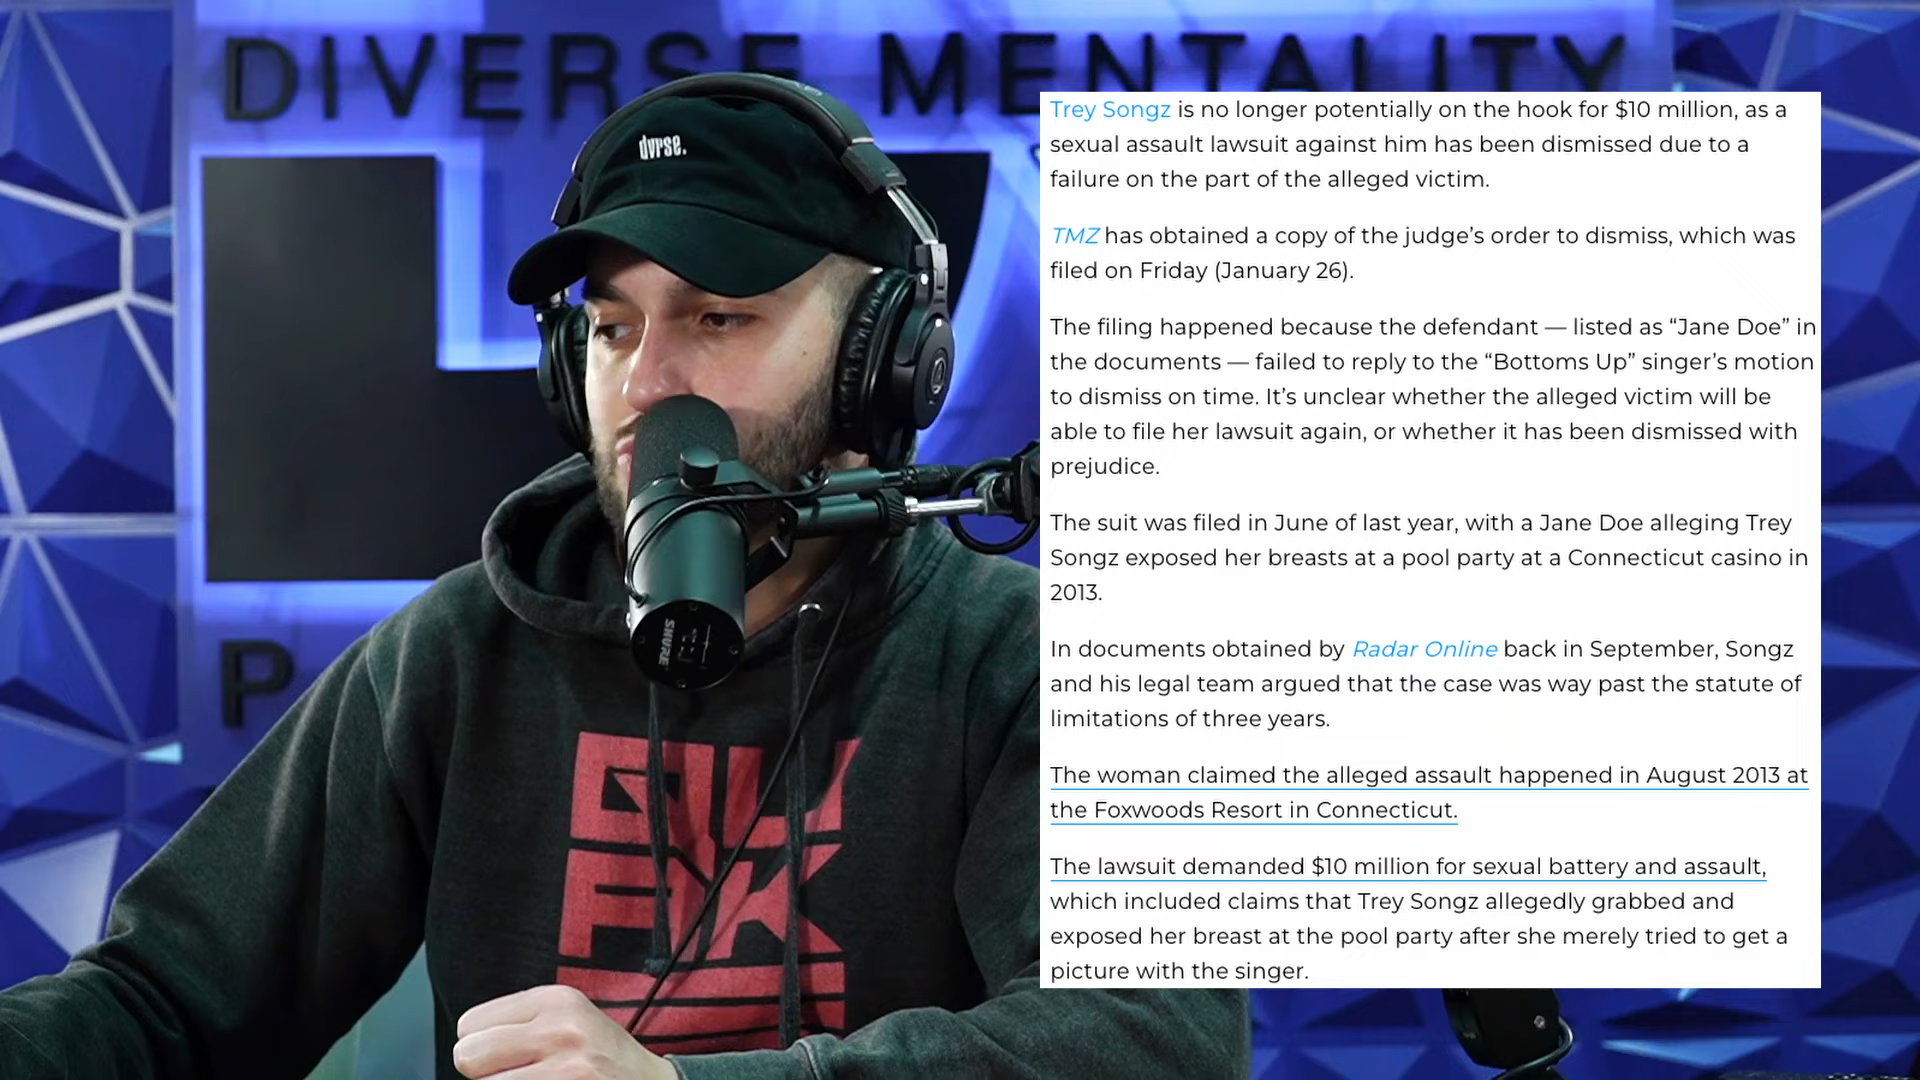 DIVERSE MENTALITY
dvrse.
P
SHURE
Trey Songz is no longer potentially on the hook for $10 million, as a
sexual assault lawsuit against him has been dismissed due to a
failure on the part of the alleged victim.
TMZ has obtained a copy of the judge’s order to dismiss, which was
filed on Friday (January 26).
The filing happened because the defendant — listed as “Jane Doe” in
the documents — failed to reply to the “Bottoms Up” singer’s motion
to dismiss on time. It’s unclear whether the alleged victim will be
able to file her lawsuit again, or whether it has been dismissed with
prejudice.
The suit was filed in June of last year, with a Jane Doe alleging Trey
Songz exposed her breasts at a pool party at a Connecticut casino in
2013.
In documents obtained by Radar Online back in September, Songz
and his legal team argued that the case was way past the statute of
limitations of three years.
The woman claimed the alleged assault happened in August 2013 at
the Foxwoods Resort in Connecticut.
The lawsuit demanded $10 million for sexual battery and assault,
which included claims that Trey Songz allegedly grabbed and
exposed her breast at the pool party after she merely tried to get a
picture with the singer.